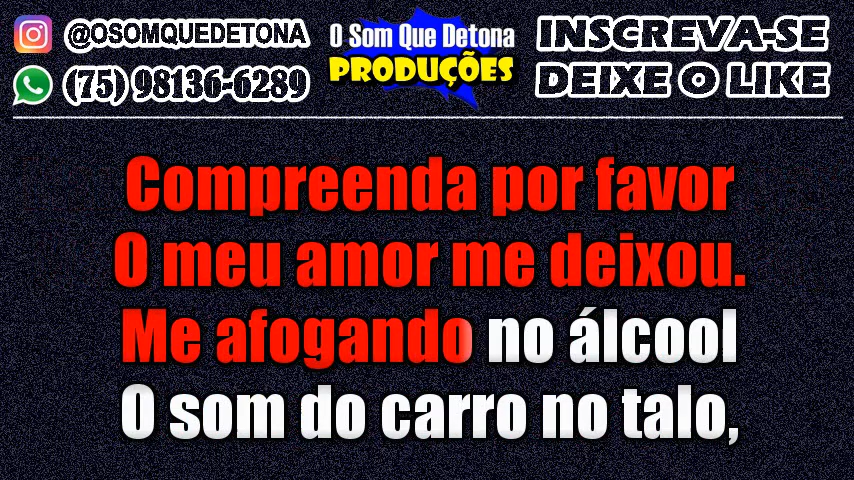 @OSOMQUEDETONA
(75) 98136-6289
O Som Que Detona
PRODUÇÕES
INSCREVA-SE
DEIXE O LIKE
Compreenda por favor
O meu amor me deixou.
Me afogando no álcool
O som do carro no talo,